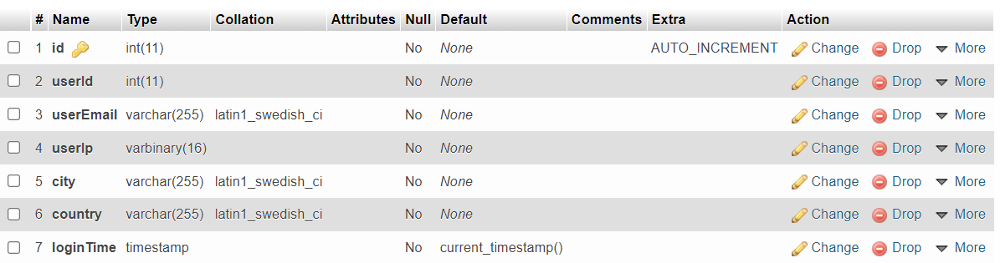 # Name Type Collation Attributes Null Default Comments Extra Action
1 id int(11) No None AUTO_INCREMENT Change Drop More
2 userId int(11) No None Change Drop More
3 userEmail varchar(255) latin1_swedish_ci No None Change Drop More
4 userIp varbinary(16) No None Change Drop More
5 city varchar(255) latin1_swedish_ci No None Change Drop More
6 country varchar(255) latin1_swedish_ci No None Change Drop More
7 loginTime timestamp No current_timestamp() Change Drop More